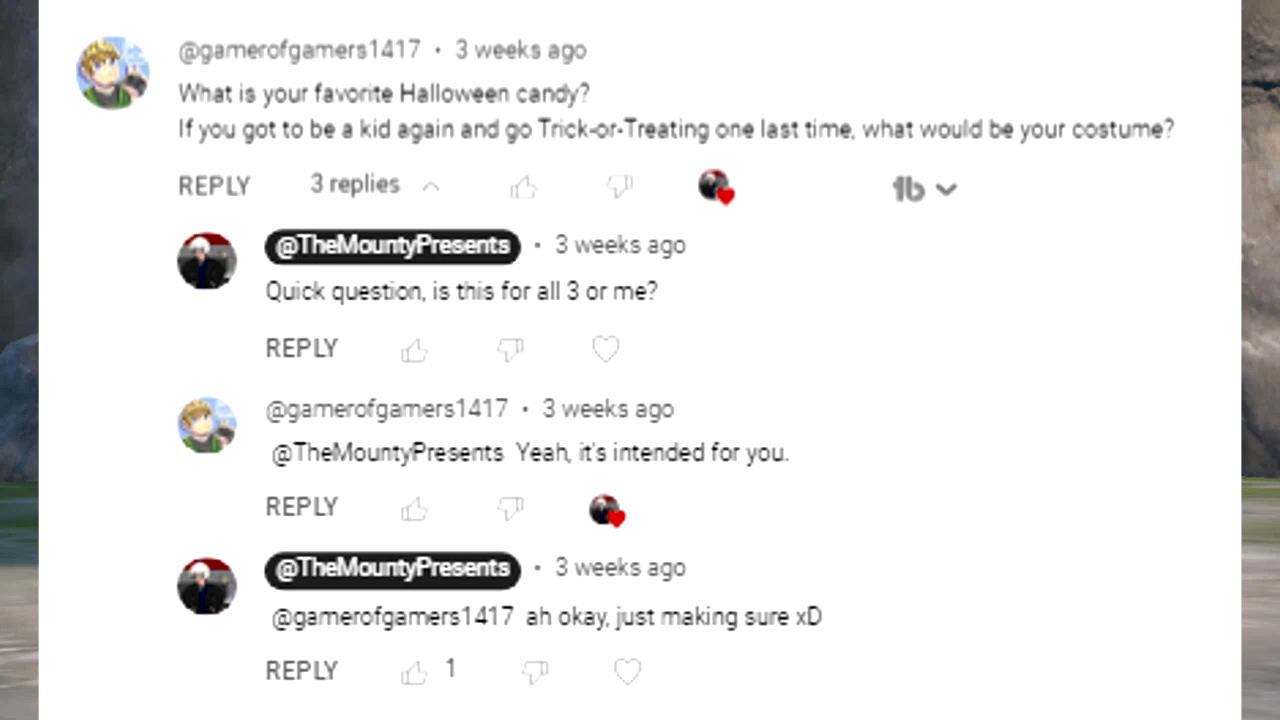 @gamerofgamers1417 • 3 weeks ago
What is your favorite Halloween candy?
If you got to be a kid again and go Trick-or-Treating one last time, what would be your costume?
REPLY 3 replies
@TheMountyPresents • 3 weeks ago
Quick question, is this for all 3 or me?
REPLY
@gamerofgamers1417 • 3 weeks ago
@TheMountyPresents Yeah, it's intended for you.
REPLY
@TheMountyPresents • 3 weeks ago
@gamerofgamers1417 ah okay, just making sure xD
REPLY 1